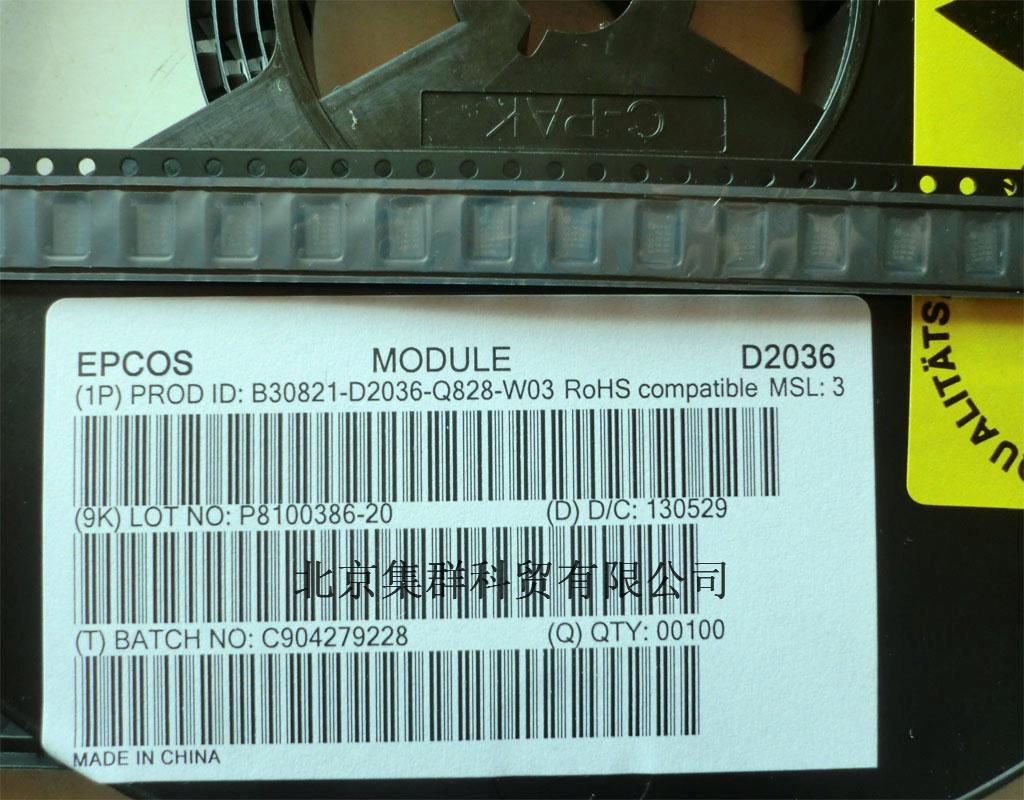 C-PAK
EPCOS MODULE D2036
(1P) PROD ID: B30821-D2036-Q828-W03 RoHS compatible MSL: 3
(9K) LOT NO: P8100386-20 (D) D/C: 130529
北京集群科贸有限公司
(T) BATCH NO: C904279228 (Q) QTY: 00100
MADE IN CHINA
QUALITÄTS